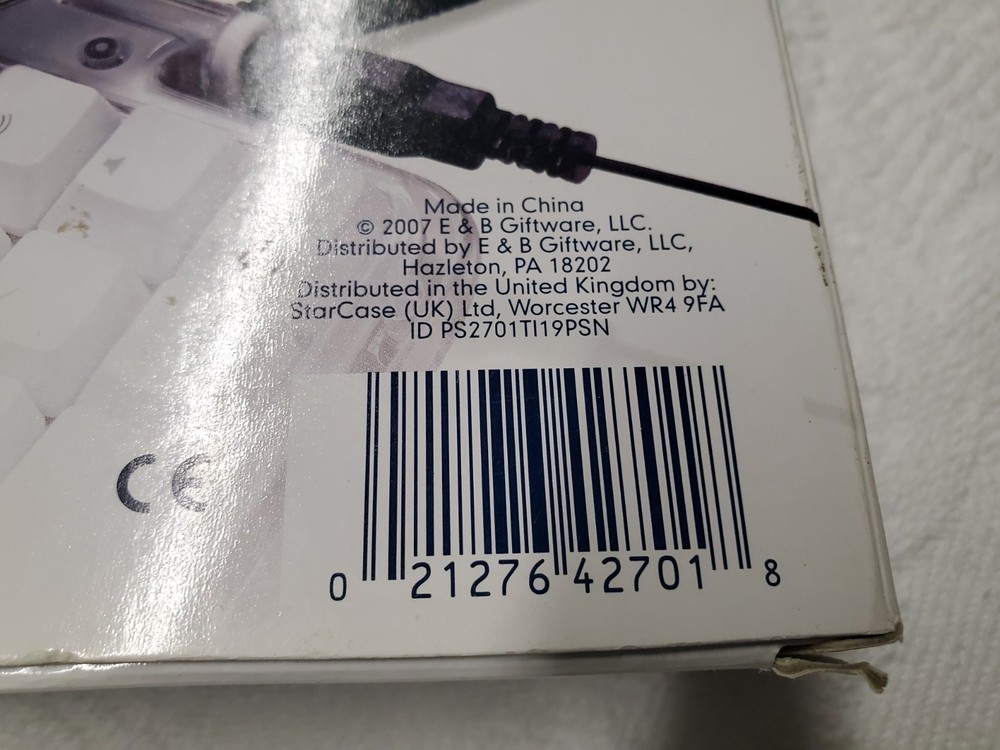 Made in China
© 2007 E & B Giftware, LLC.
Distributed by E & B Giftware, LLC,
Hazleton, PA 18202
Distributed in the United Kingdom by:
StarCase (UK) Ltd, Worcester WR4 9FA
ID PS2701TI19PSN
CE
0 21276 42701 8